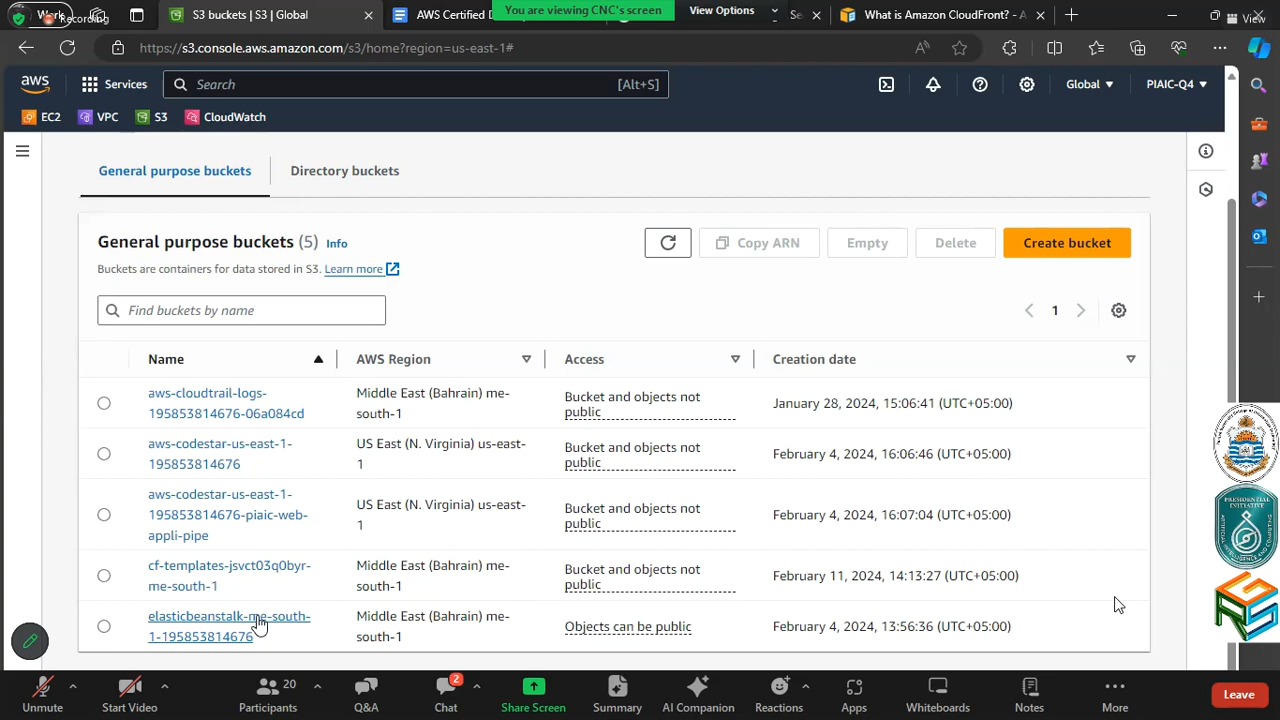 Work
Recording
S3 buckets | S3 | Global
AWS Certified D
You are viewing CNC's screen
View Options
Se
What is Amazon CloudFront? - A
View
https://s3.console.aws.amazon.com/s3/home?region=us-east-1#
aws
Services
Search
[Alt+S]
Global
PIAIC-Q4
EC2
VPC
S3
CloudWatch
General purpose buckets
Directory buckets
General purpose buckets (5) Info
Copy ARN
Empty
Delete
Create bucket
Buckets are containers for data stored in S3. Learn more
Find buckets by name
1
Name
AWS Region
Access
Creation date
aws-cloudtrail-logs-
195853814676-06a084cd
Middle East (Bahrain) me-
south-1
Bucket and objects not
public
January 28, 2024, 15:06:41 (UTC+05:00)
aws-codestar-us-east-1-
195853814676
US East (N. Virginia) us-east-
1
Bucket and objects not
public
February 4, 2024, 16:06:46 (UTC+05:00)
aws-codestar-us-east-1-
195853814676-piaic-web-
appli-pipe
US East (N. Virginia) us-east-
1
Bucket and objects not
public
February 4, 2024, 16:07:04 (UTC+05:00)
cf-templates-jsvct03q0byr-
me-south-1
Middle East (Bahrain) me-
south-1
Bucket and objects not
public
February 11, 2024, 14:13:27 (UTC+05:00)
elasticbeanstalk-me-south-
1-195853814676
Middle East (Bahrain) me-
south-1
Objects can be public
February 4, 2024, 13:56:36 (UTC+05:00)
PRESIDENTIAL
INITIATIVE
Unmute
Start Video
20
Participants
Q&A
2
Chat
Share Screen
Summary
AI Companion
Reactions
Apps
Whiteboards
Notes
More
Leave